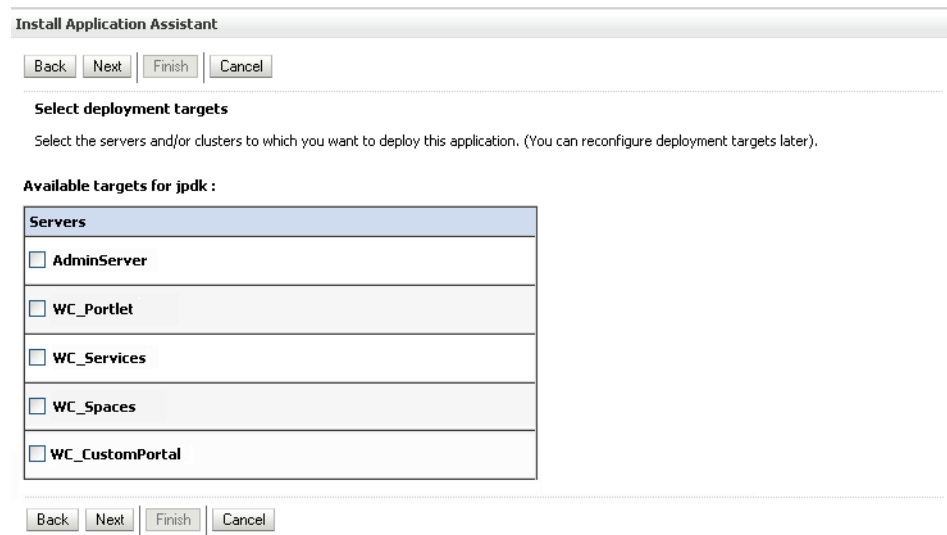 Install Application Assistant
Back Next Finish Cancel
Select deployment targets
Select the servers and/or clusters to which you want to deploy this application. (You can reconfigure deployment targets later).
Available targets for jpdk :
Servers
AdminServer
WC_Portlet
WC_Services
WC_Spaces
WC_CustomPortal
Back Next Finish Cancel